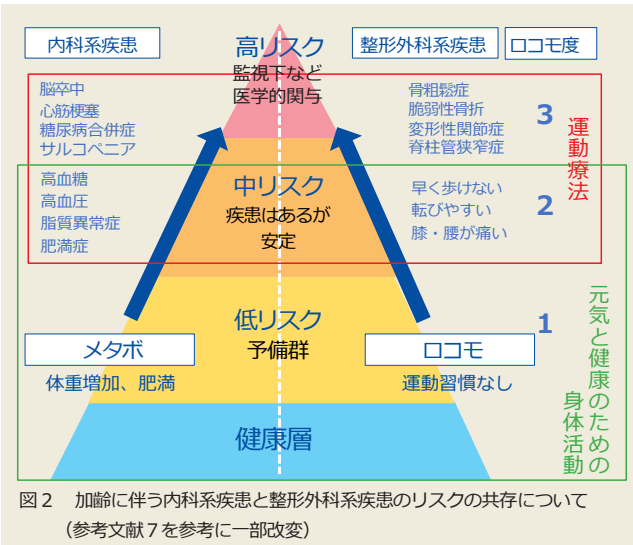 内科系疾患
高リスク
監視下など
医学的関与
整形外科系疾患
ロコモ度
脳卒中
心筋梗塞
糖尿病合併症
サルコペニア
骨粗鬆症
脆弱性骨折
変形性関節症
脊柱管狭窄症
3
運動療法
高血糖
高血圧
脂質異常症
肥満症
中リスク
疾患はあるが
安定
早く歩けない
転びやすい
膝・腰が痛い
2
低リスク
予備群
1
元気と健康のための
身体活動
メタボ
体重増加、肥満
ロコモ
運動習慣なし
健康層
図2 加齢に伴う内科系疾患と整形外科系疾患のリスクの共存について
(参考文献7を参考に一部改変)